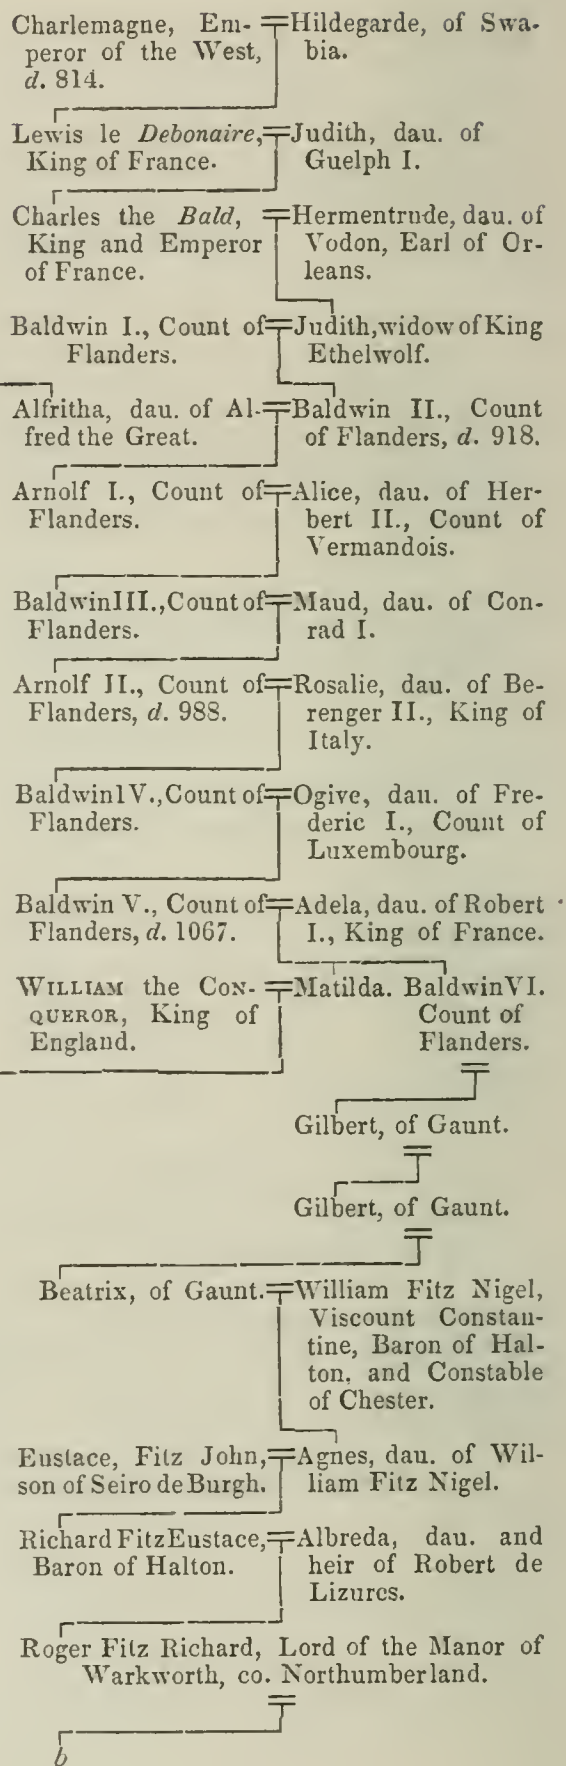 Charlemagne, Em-
peror of the West,
d. 814.
Hildegarde, of Swa-
bia.
Lewis le Debonaire,
King of France.
Judith, dau. of
Guelph I.
Charles the Bald,
King and Emperor
of France.
Hermentrude, dau. of
Vodon, Earl of Or-
leans.
Baldwin I., Count of
Flanders.
Judith, widow of King
Ethelwolf.
Alfritha, dau. of Al-
fred the Great.
Baldwin II., Count
of Flanders, d. 918.
Arnolf I., Count of
Flanders.
Alice, dau. of Her-
bert II., Count of
Vermandois.
Baldwin III., Count of
Flanders.
Maud, dau. of Con-
rad I.
Arnolf II., Count of
Flanders, d. 988.
Rosalie, dau. of Be-
renger II., King of
Italy.
Baldwin IV., Count of
Flanders.
Ogive, dau. of Fre-
deric I., Count of
Luxembourg.
Baldwin V., Count of
Flanders, d. 1067.
Adela, dau. of Robert
I., King of France.
WILLIAM the CON-
QUEROR, King of
England.
Matilda.
Baldwin VI.
Count of
Flanders.
Gilbert, of Gaunt.
Gilbert, of Gaunt.
Beatrix, of Gaunt.
William Fitz Nigel,
Viscount Constan-
tine, Baron of Hal-
ton, and Constable
of Chester.
Eustace, Fitz John,
son of Seiro de Burgh.
Agnes, dau. of Wil-
liam Fitz Nigel.
Richard Fitz Eustace,
Baron of Halton.
Albreda, dau. and
heir of Robert de
Lizures.
Roger Fitz Richard, Lord of the Manor of
Warkworth, co. Northumberland.
b